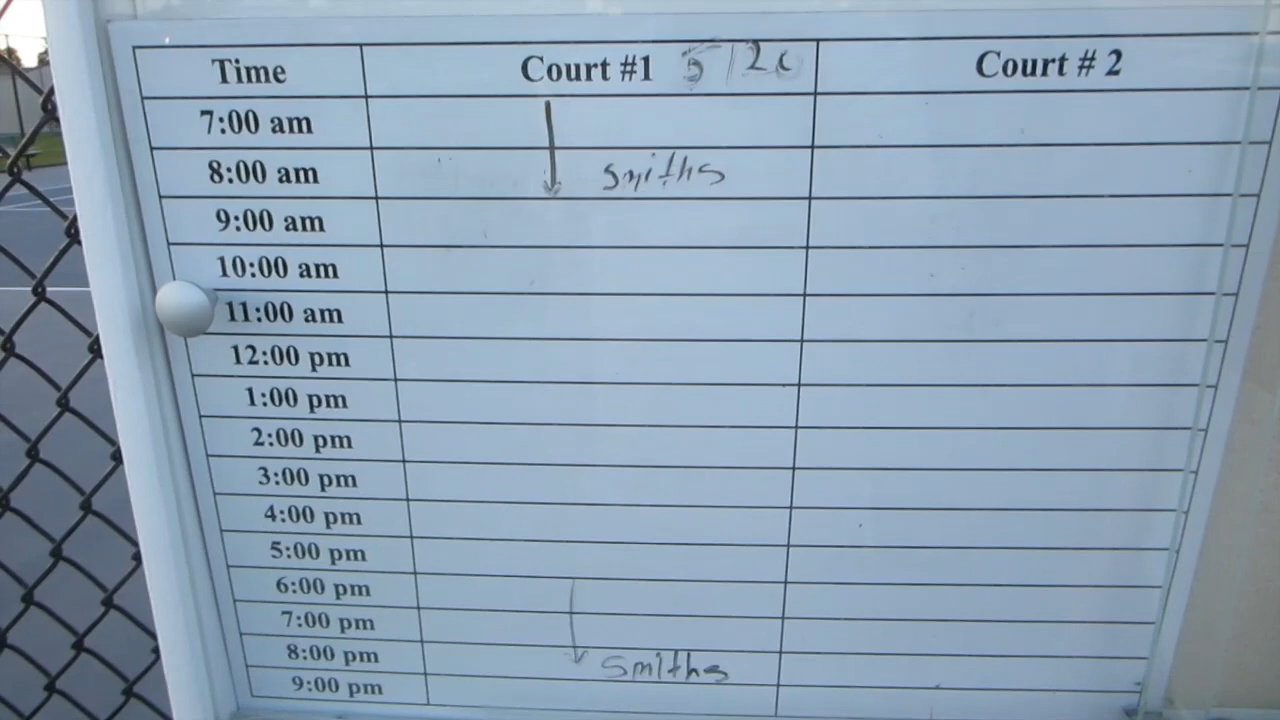 Time Court #1 5/20 Court # 2
7:00 am
8:00 am Smiths
9:00 am
10:00 am
11:00 am
12:00 pm
1:00 pm
2:00 pm
3:00 pm
4:00 pm
5:00 pm
6:00 pm
7:00 pm
8:00 pm Smiths
9:00 pm